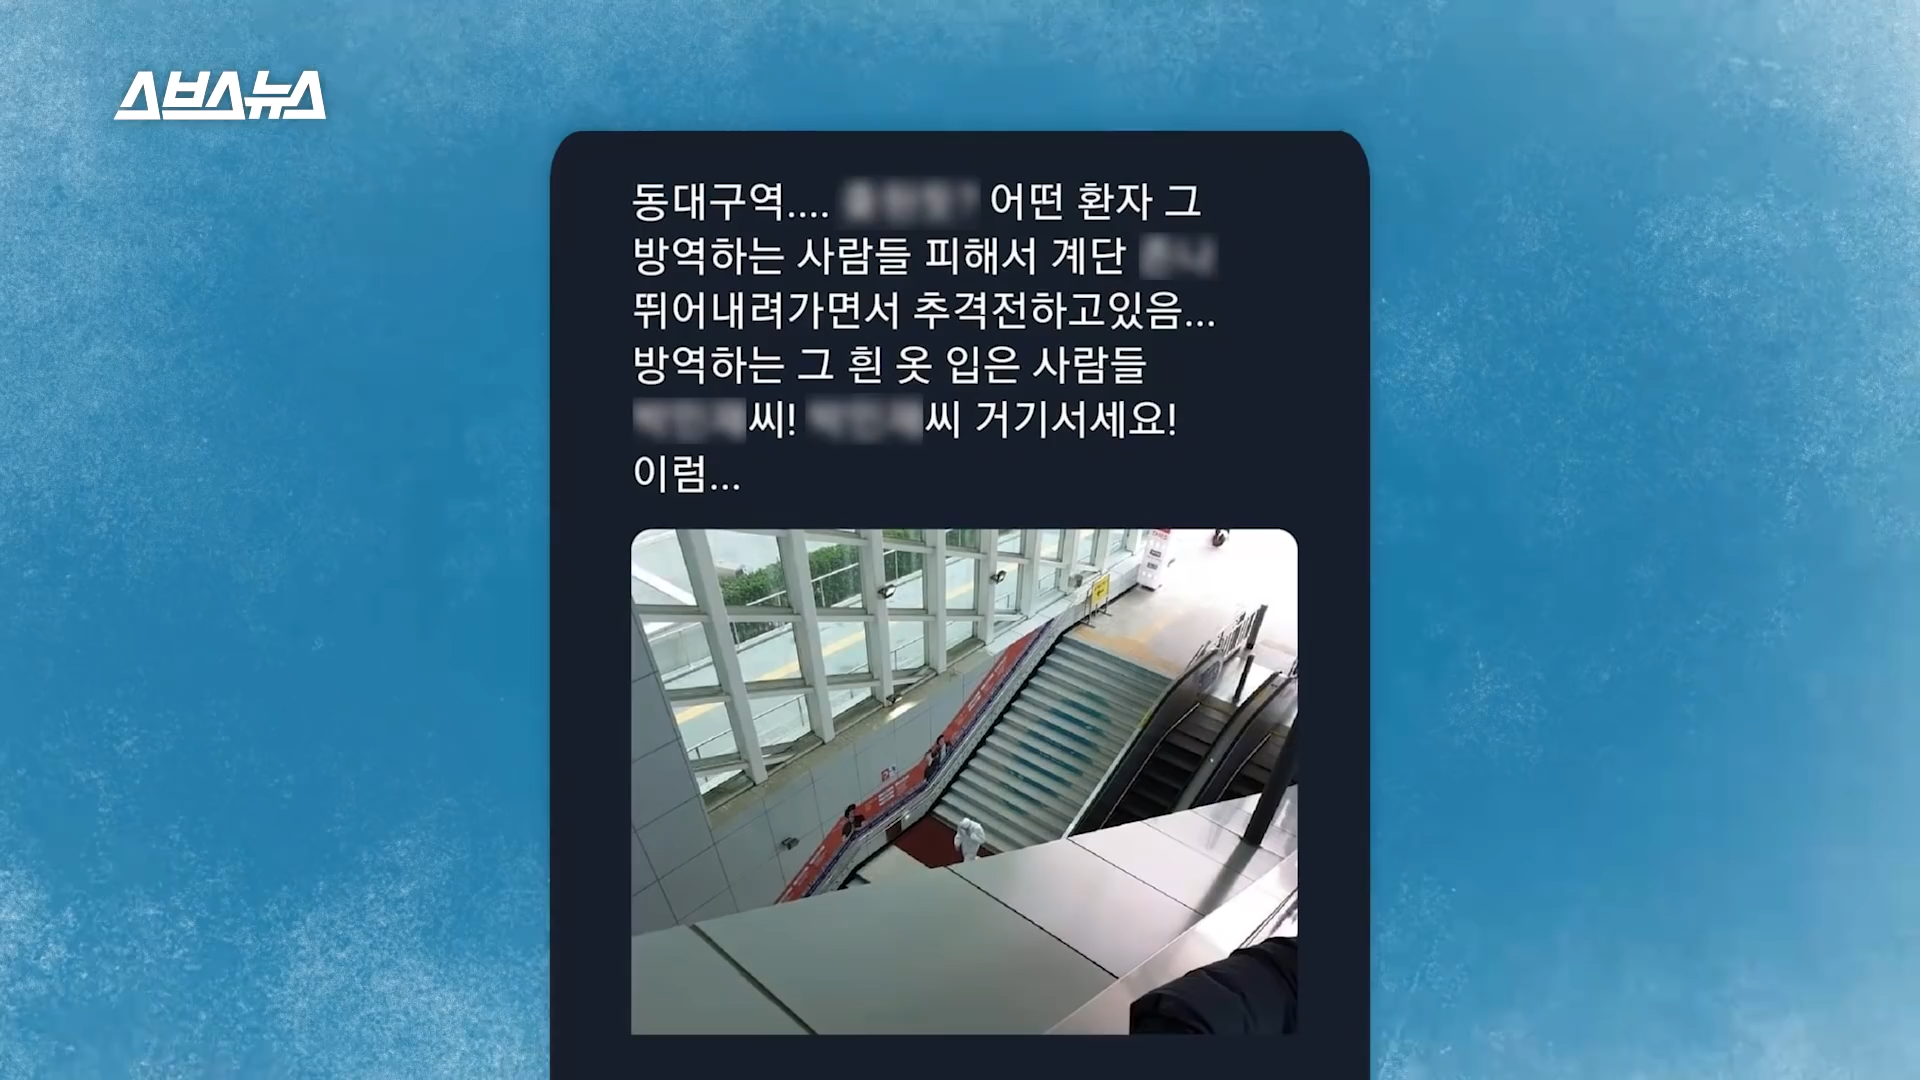 스브스뉴스
동대구역.... 어떤 환자 그
방역하는 사람들 피해서 계단
뛰어내려가면서 추격전하고있음...
방역하는 그 흰 옷 입은 사람들
씨! 씨 거기서세요!
이럼...